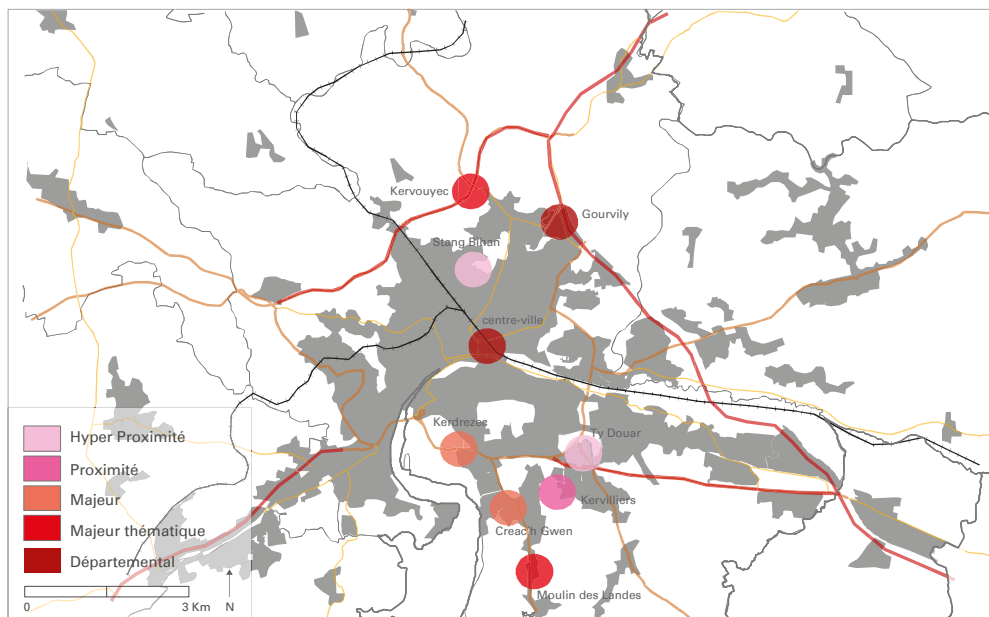 Kervouyec
Gourvily
Stang Bihan
centre-ville
Kerdrezec
Ty Douar
Kervilliers
Creac'h Gwen
Moulin des Landes
Hyper Proximité
Proximité
Majeur
Majeur thématique
Départemental
0
3 Km
N